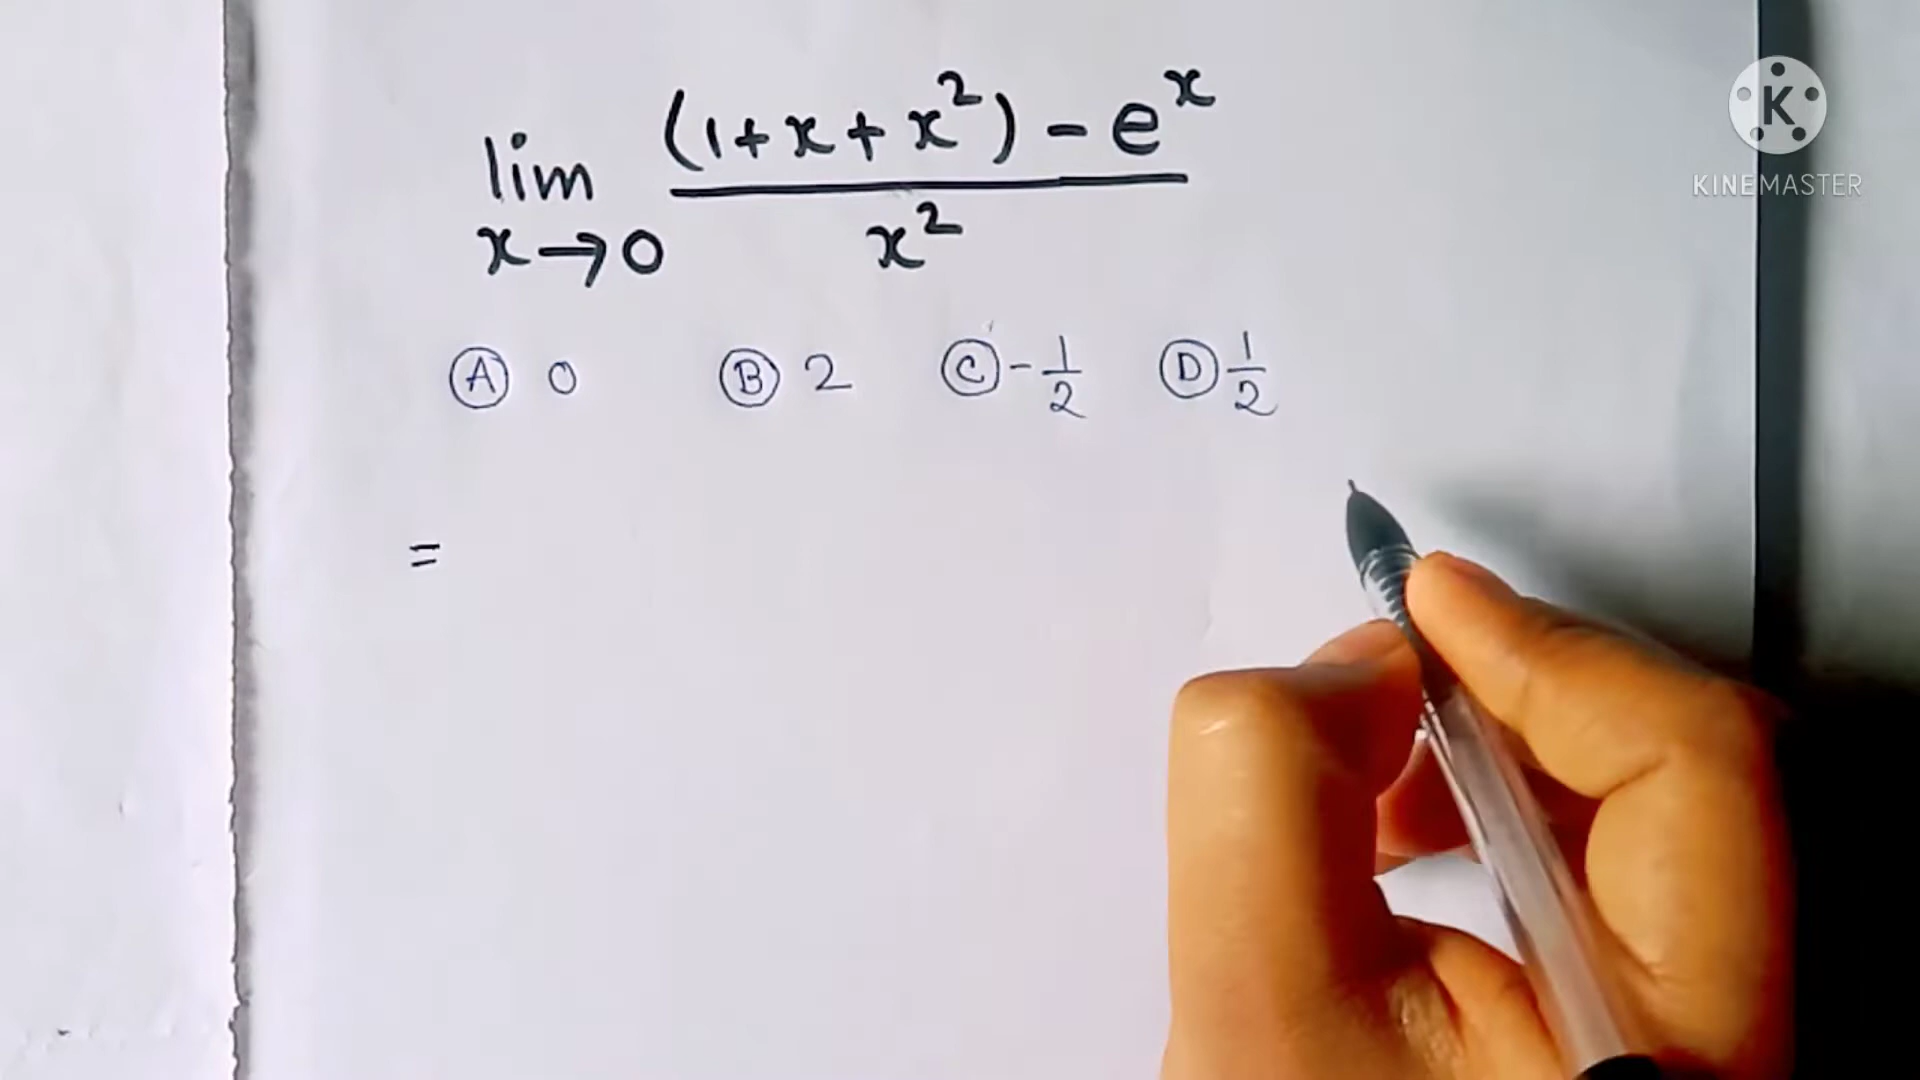 lim x→0 ((1+x+x²) - eˣ) / x²
Ⓐ 0 Ⓑ 2 Ⓒ -1/2 Ⓓ 1/2
=
K
KINEMASTER